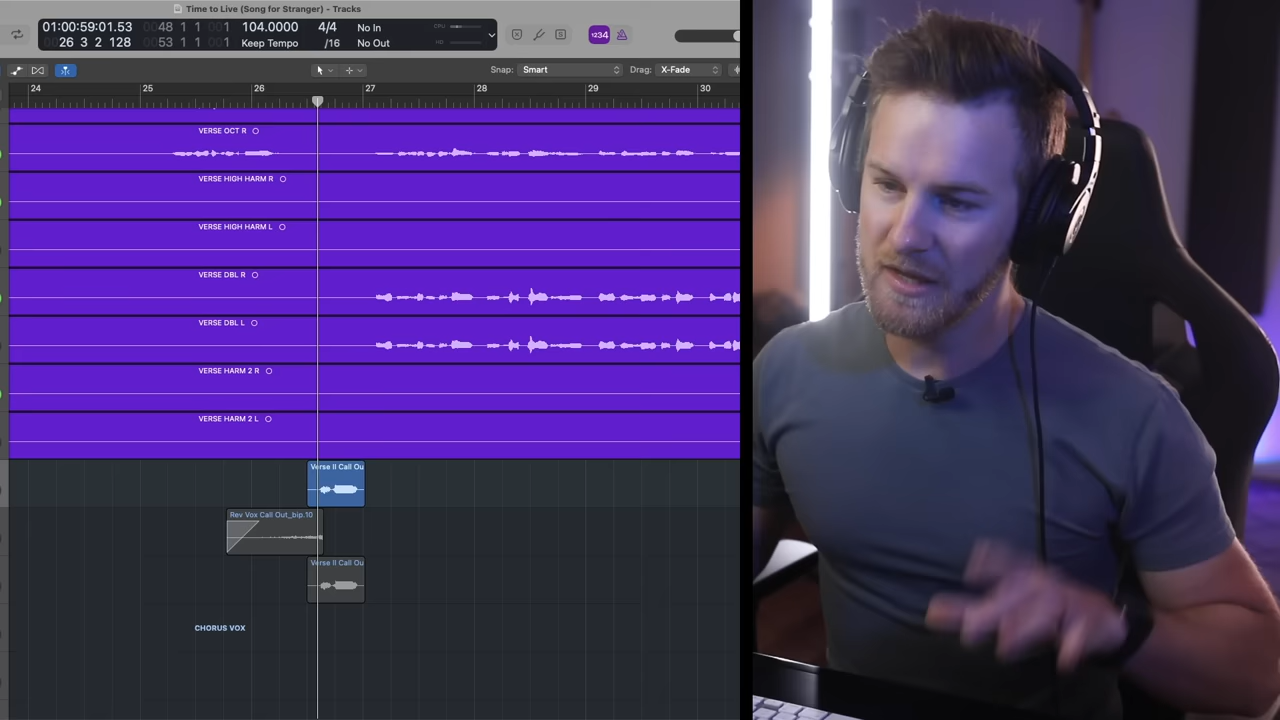 Time to Live (Song for Stranger) - Tracks
01:00:59:01.53 48 1 1 001 104.0000 4/4 No In CPU
26 3 2 128 53 1 1 001 Keep Tempo /16 No Out HD
S 1234
Snap: Smart Drag: X-Fade
24 25 26 27 28 29 30
VERSE OCT R
VERSE HIGH HARM R
VERSE HIGH HARM L
VERSE DBL R
VERSE DBL L
VERSE HARM 2 R
VERSE HARM 2 L
Verse II Call Ou
Rev Vox Call Out_bip.10
Verse II Call Ou
CHORUS VOX